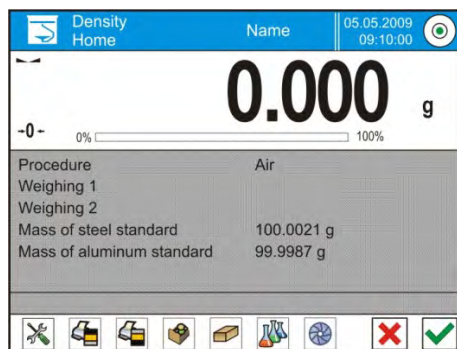 Density
Home
Name
05.05.2009
09:10:00
0.000 g
→0←
0% 100%
Procedure Air
Weighing 1
Weighing 2
Mass of steel standard 100.0021 g
Mass of aluminum standard 99.9987 g